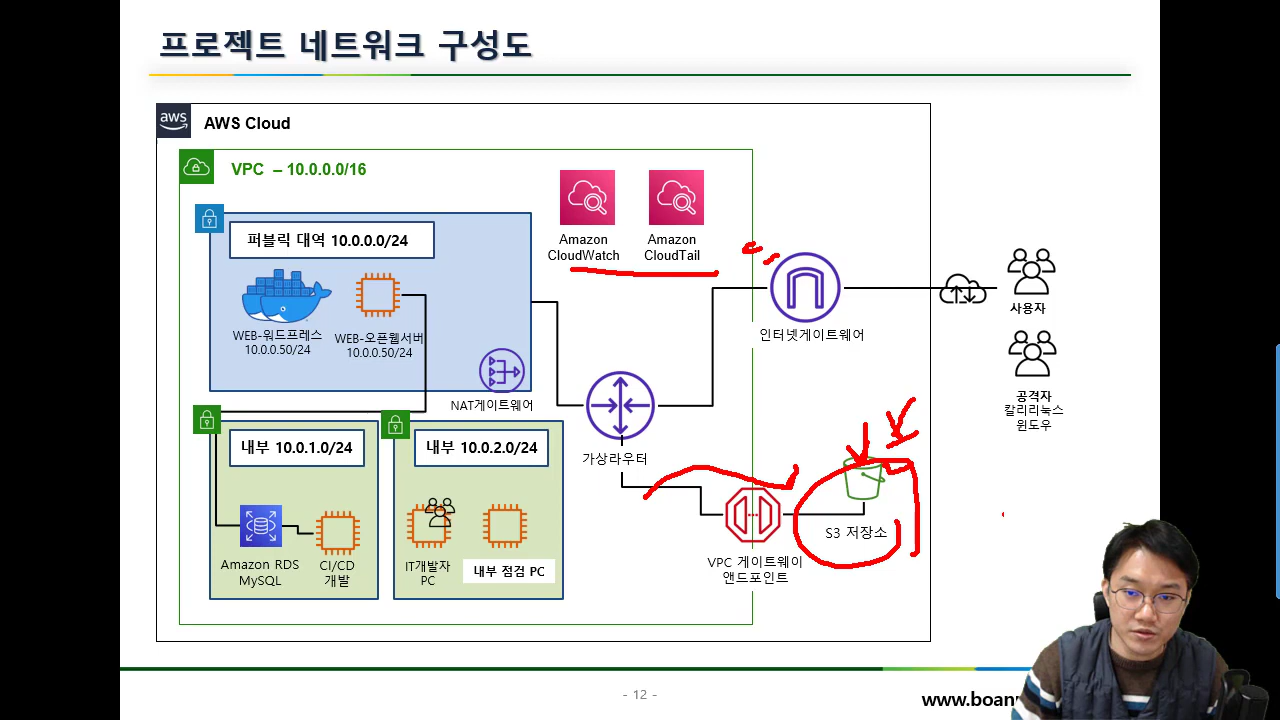 프로젝트 네트워크 구성도
aws
AWS Cloud
VPC – 10.0.0.0/16
퍼블릭 대역 10.0.0.0/24
Amazon
CloudWatch
Amazon
CloudTail
WEB-워드프레스
10.0.0.50/24
WEB-오픈웹서버
10.0.0.50/24
NAT게이트웨어
인터넷게이트웨어
사용자
공격자
칼리리눅스
윈도우
내부 10.0.1.0/24
내부 10.0.2.0/24
가상라우터
S3 저장소
Amazon RDS
MySQL
CI/CD
개발
IT개발자
PC
내부 점검 PC
VPC 게이트웨이
앤드포인트
- 12 -
www.boan